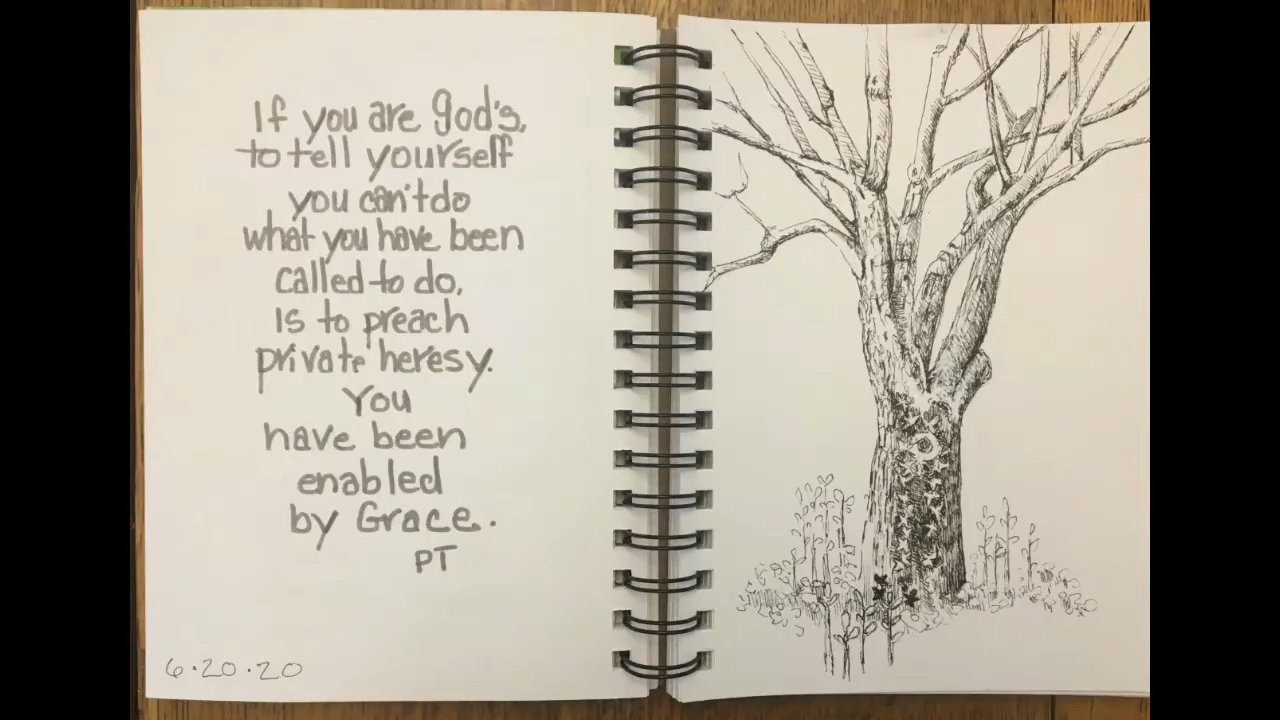 If you are god's,
to tell yourself
you can't do
what you have been
called to do,
is to preach
private heresy.
You
have been
enabled
by Grace.
PT
6.20.20